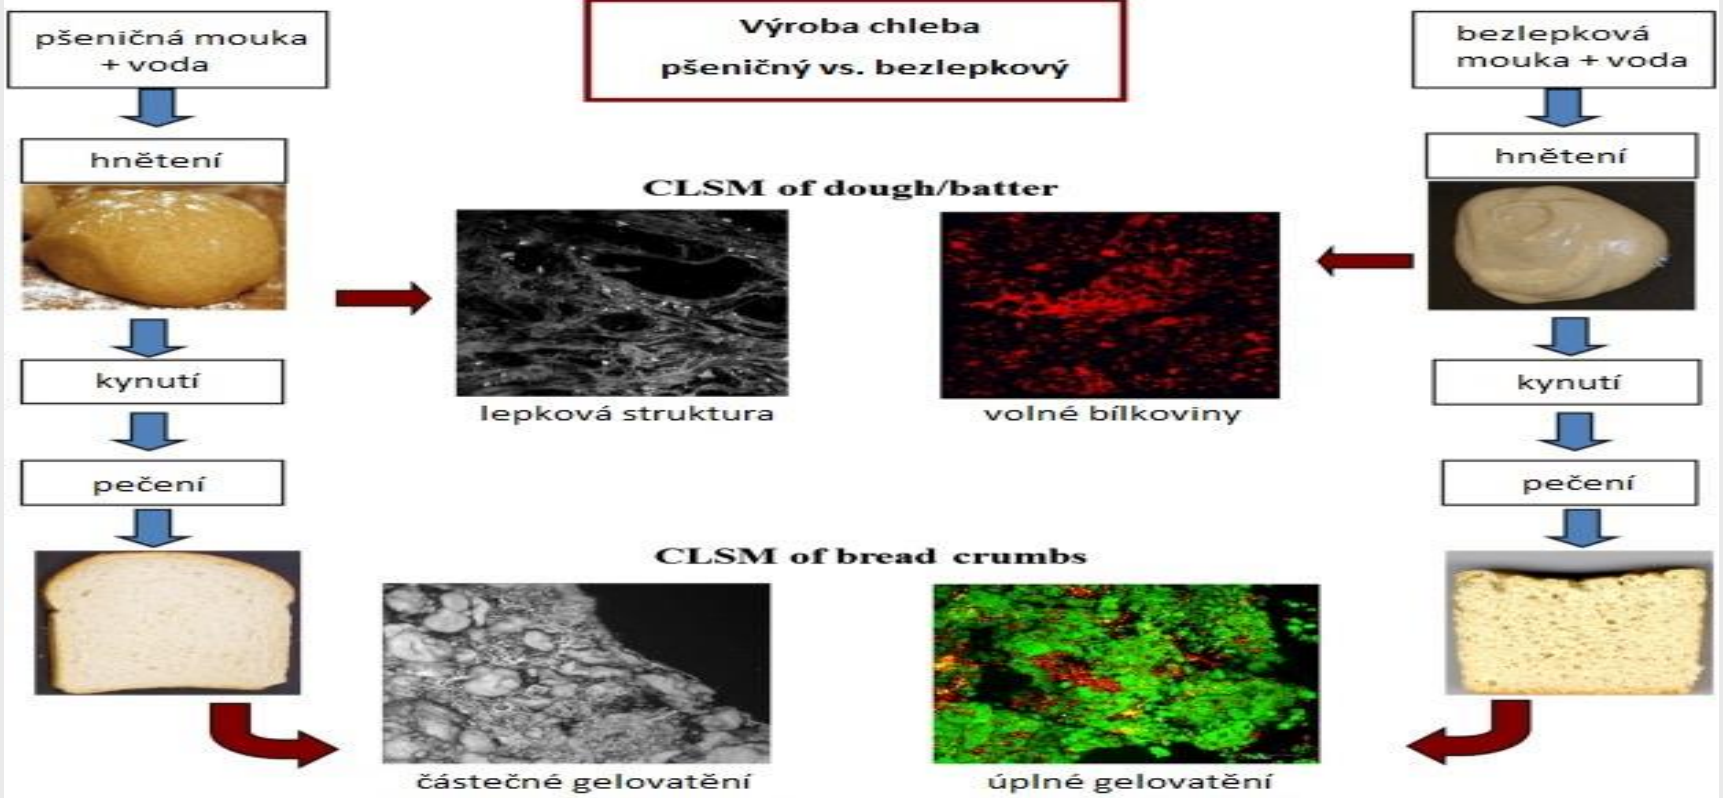 Výroba chleba
pšeničný vs. bezlepkový
pšeničná mouka
+ voda
hnětení
kynutí
pečení
CLSM of dough/batter
lepková struktura
volné bílkoviny
CLSM of bread crumbs
částečné gelovatění
úplné gelovatění
bezlepková
mouka + voda
hnětení
kynutí
pečení